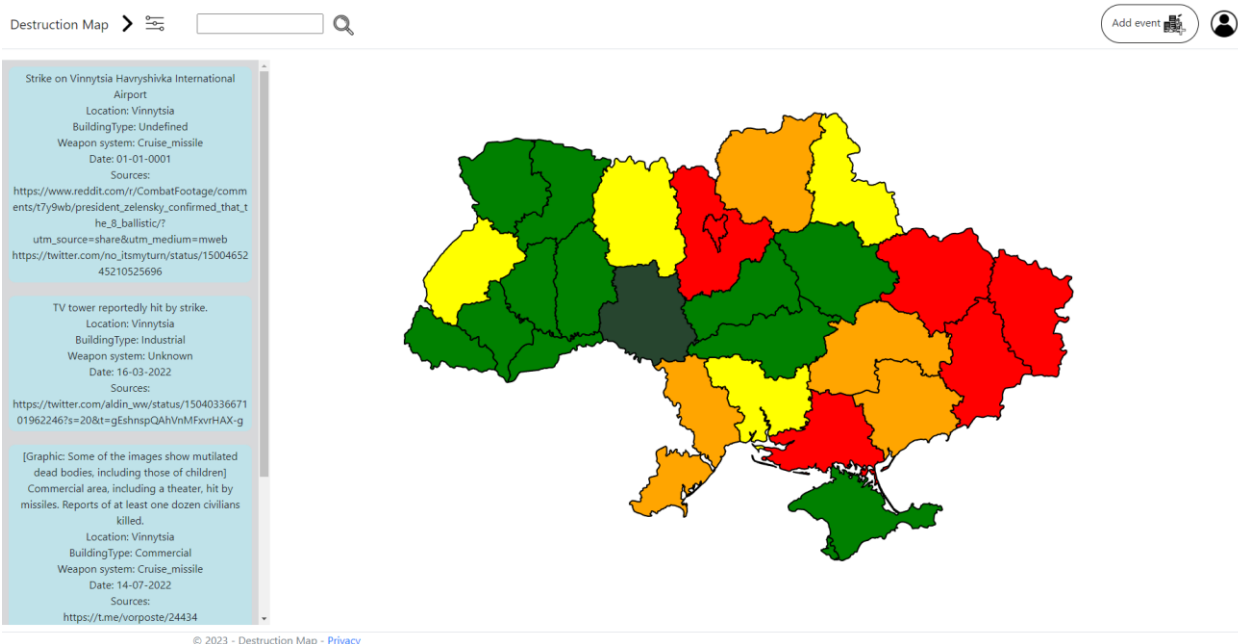 Destruction Map
Add event
Strike on Vinnytsia Havryshivka International
Airport
Location: Vinnytsia
BuildingType: Undefined
Weapon system: Cruise_missile
Date: 01-01-0001
Sources:
https://www.reddit.com/r/CombatFootage/comm
ents/t7y9wb/president_zelensky_confirmed_that_t
he_8_ballistic/?
utm_source=share&utm_medium=mweb
https://twitter.com/no_itsmyturn/status/15004652
45210525696
TV tower reportedly hit by strike.
Location: Vinnytsia
BuildingType: Industrial
Weapon system: Unknown
Date: 16-03-2022
Sources:
https://twitter.com/aldin_ww/status/15040336671
01962246?s=20&t=gEshnspQAhVnMFxvrHAX-g
[Graphic: Some of the images show mutilated
dead bodies, including those of children]
Commercial area, including a theater, hit by
missiles. Reports of at least one dozen civilians
killed.
Location: Vinnytsia
BuildingType: Commercial
Weapon system: Cruise_missile
Date: 14-07-2022
Sources:
https://t.me/vorposte/24434
© 2023 - Destruction Map - Privacy